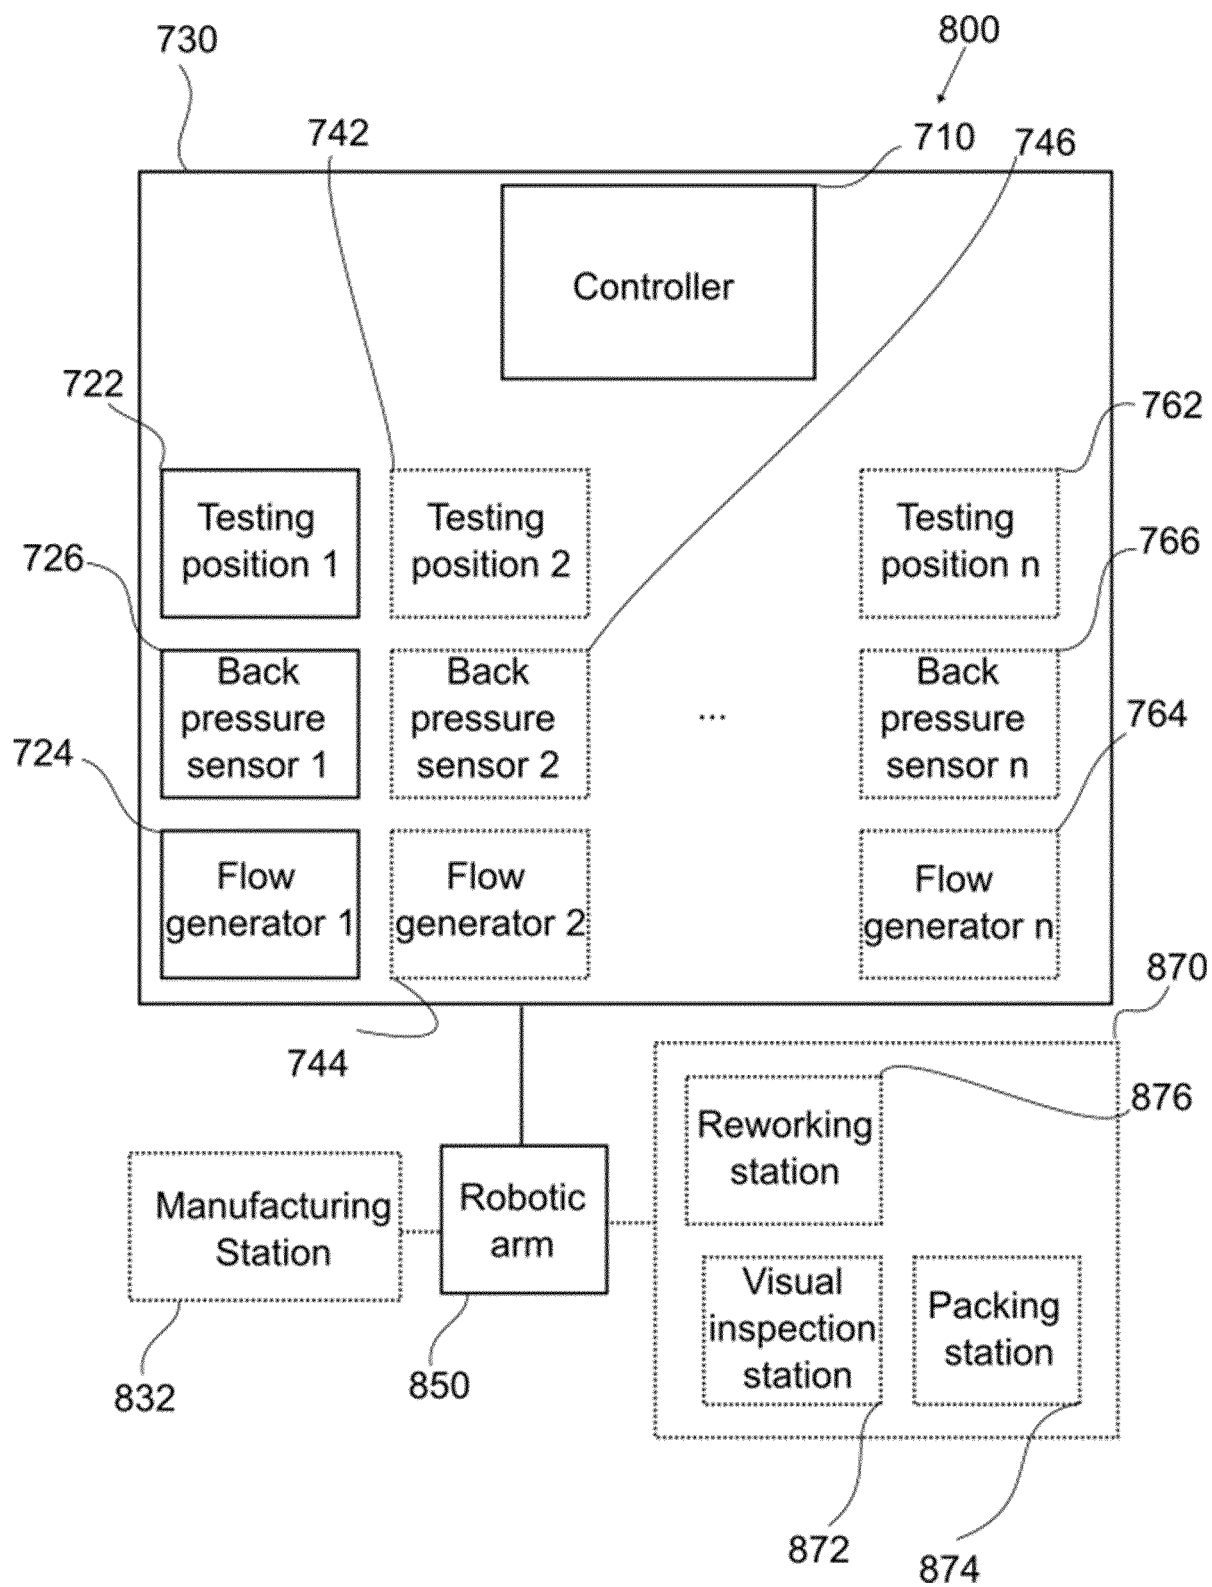 730
800
742
710
746
Controller
722
762
Testing
position 1
Testing
position 2
Testing
position n
726
766
Back
pressure
sensor 1
Back
pressure
sensor 2
...
Back
pressure
sensor n
724
764
Flow
generator 1
Flow
generator 2
Flow
generator n
870
744
876
Reworking
station
Manufacturing
Station
Robotic
arm
Visual
inspection
station
Packing
station
832
850
872
874